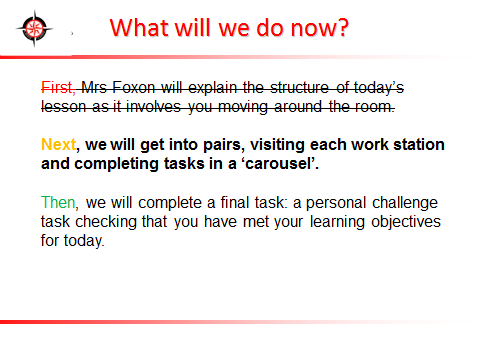 What will we do now?
First, Mrs Foxon will explain the structure of today’s
lesson as it involves you moving around the room.
Next, we will get into pairs, visiting each work station
and completing tasks in a ‘carousel’.
Then, we will complete a final task: a personal challenge
task checking that you have met your learning objectives
for today.